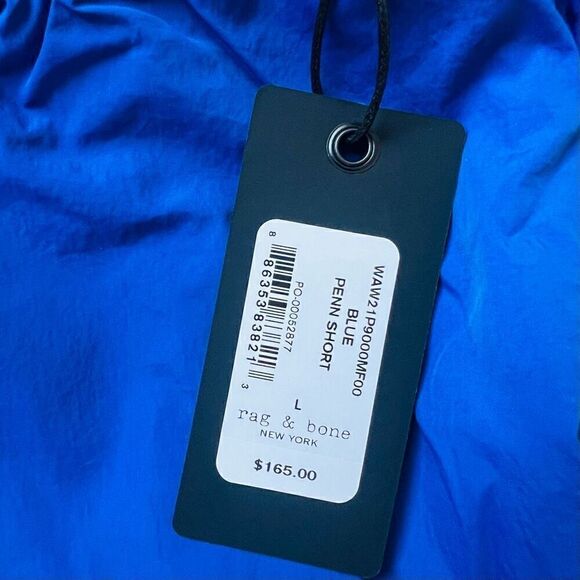 WAW21P9000MF00
BLUE
PENN SHORT
PO-00052877
8 86353 83821 3
L
rag & bone
NEW YORK
$165.00